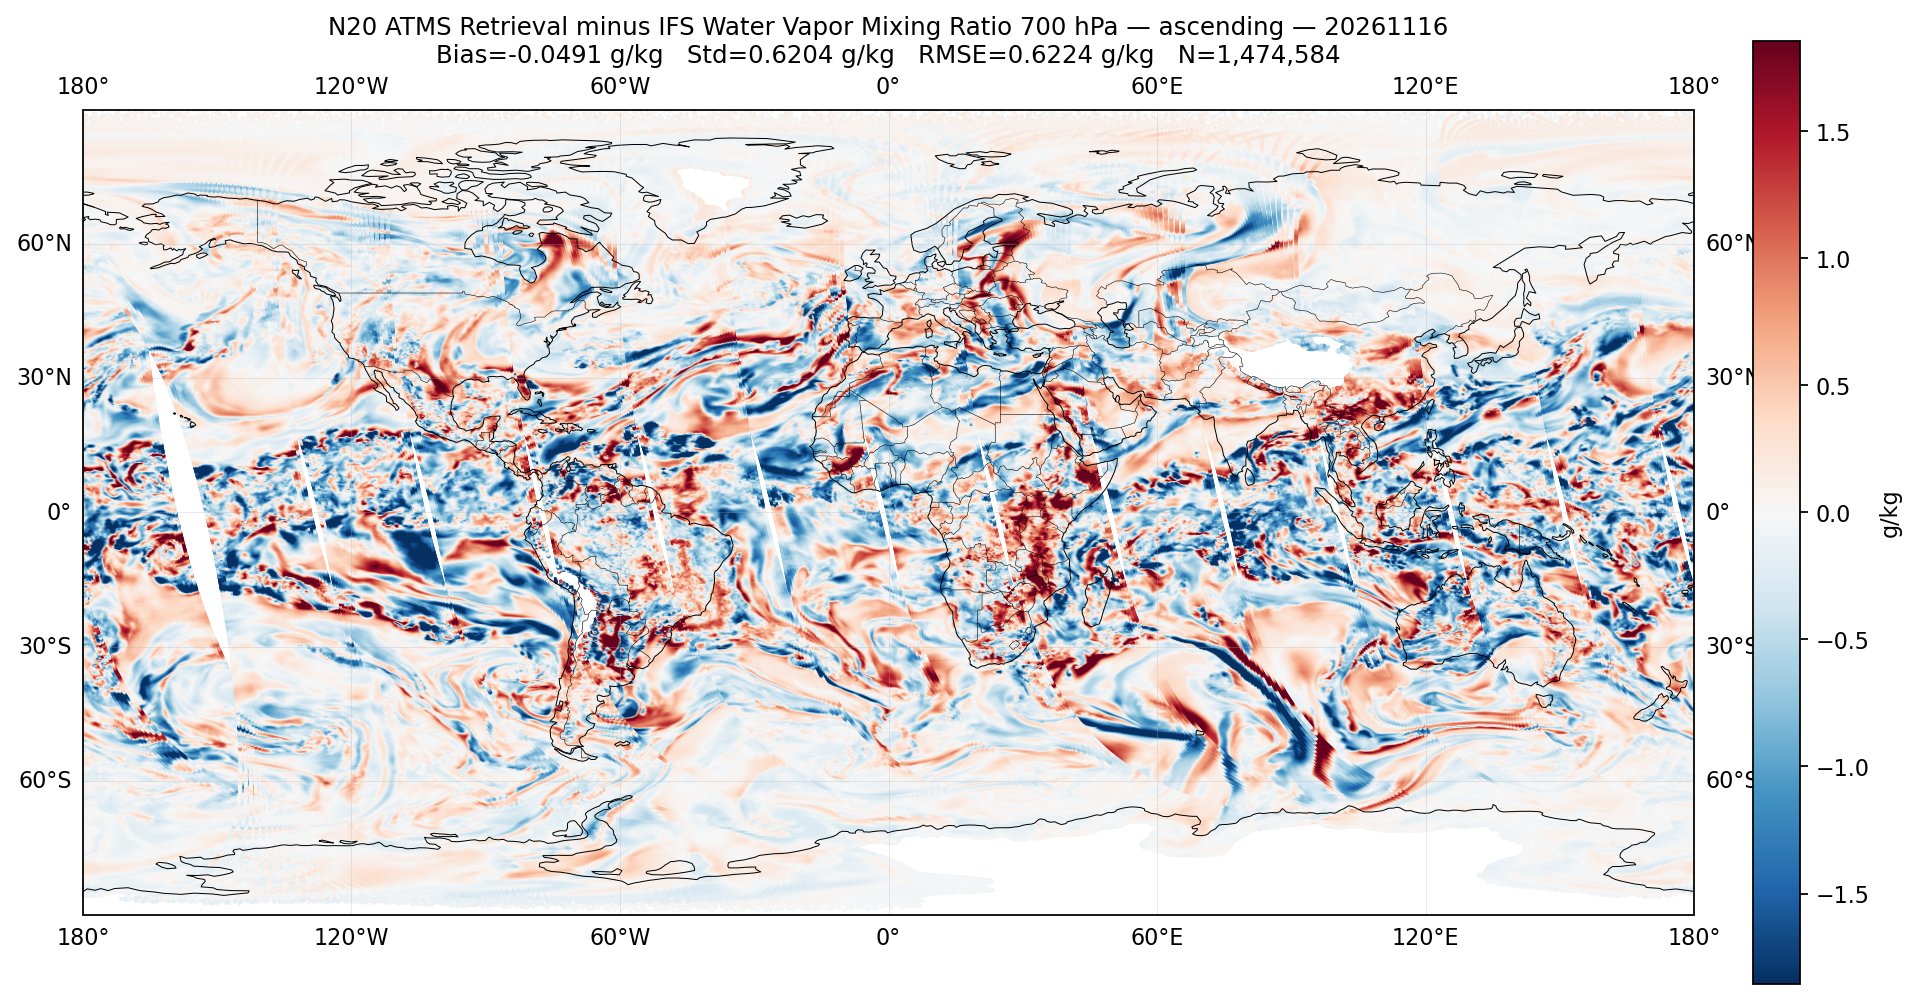 N20 ATMS Retrieval minus IFS Water Vapor Mixing Ratio 700 hPa — ascending — 20261116
Bias=-0.0491 g/kg   Std=0.6204 g/kg   RMSE=0.6224 g/kg   N=1,474,584
180° 120°W 60°W 0° 60°E 120°E 180°
60°N 60°N
30°N 30°N
0° 0°
30°S 30°S
60°S 60°S
180° 120°W 60°W 0° 60°E 120°E 180°
1.5
1.0
0.5
0.0
−0.5
−1.0
−1.5
g/kg